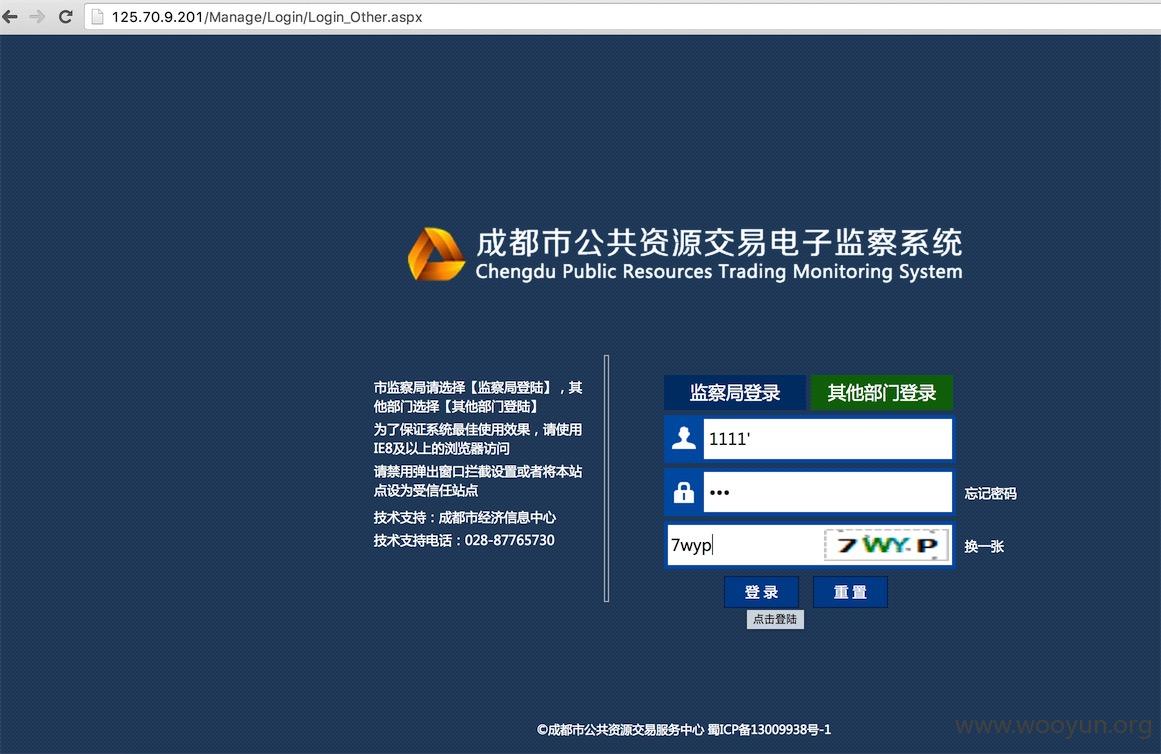 125.70.9.201/Manage/Login/Login_Other.aspx
成都市公共资源交易电子监察系统
Chengdu Public Resources Trading Monitoring System
市监察局请选择【监察局登陆】，其
他部门选择【其他部门登陆】
为了保证系统最佳使用效果，请使用
IE8及以上的浏览器访问
请禁用弹出窗口拦截设置或者将本站
点设为受信任站点
技术支持：成都市经济信息中心
技术支持电话：028-87765730
监察局登录 其他部门登录
1111'
••• 忘记密码
7wyp 7WYP 换一张
登 录 重 置
点击登陆
©成都市公共资源交易服务中心 蜀ICP备13009938号-1
www.wooyun.org